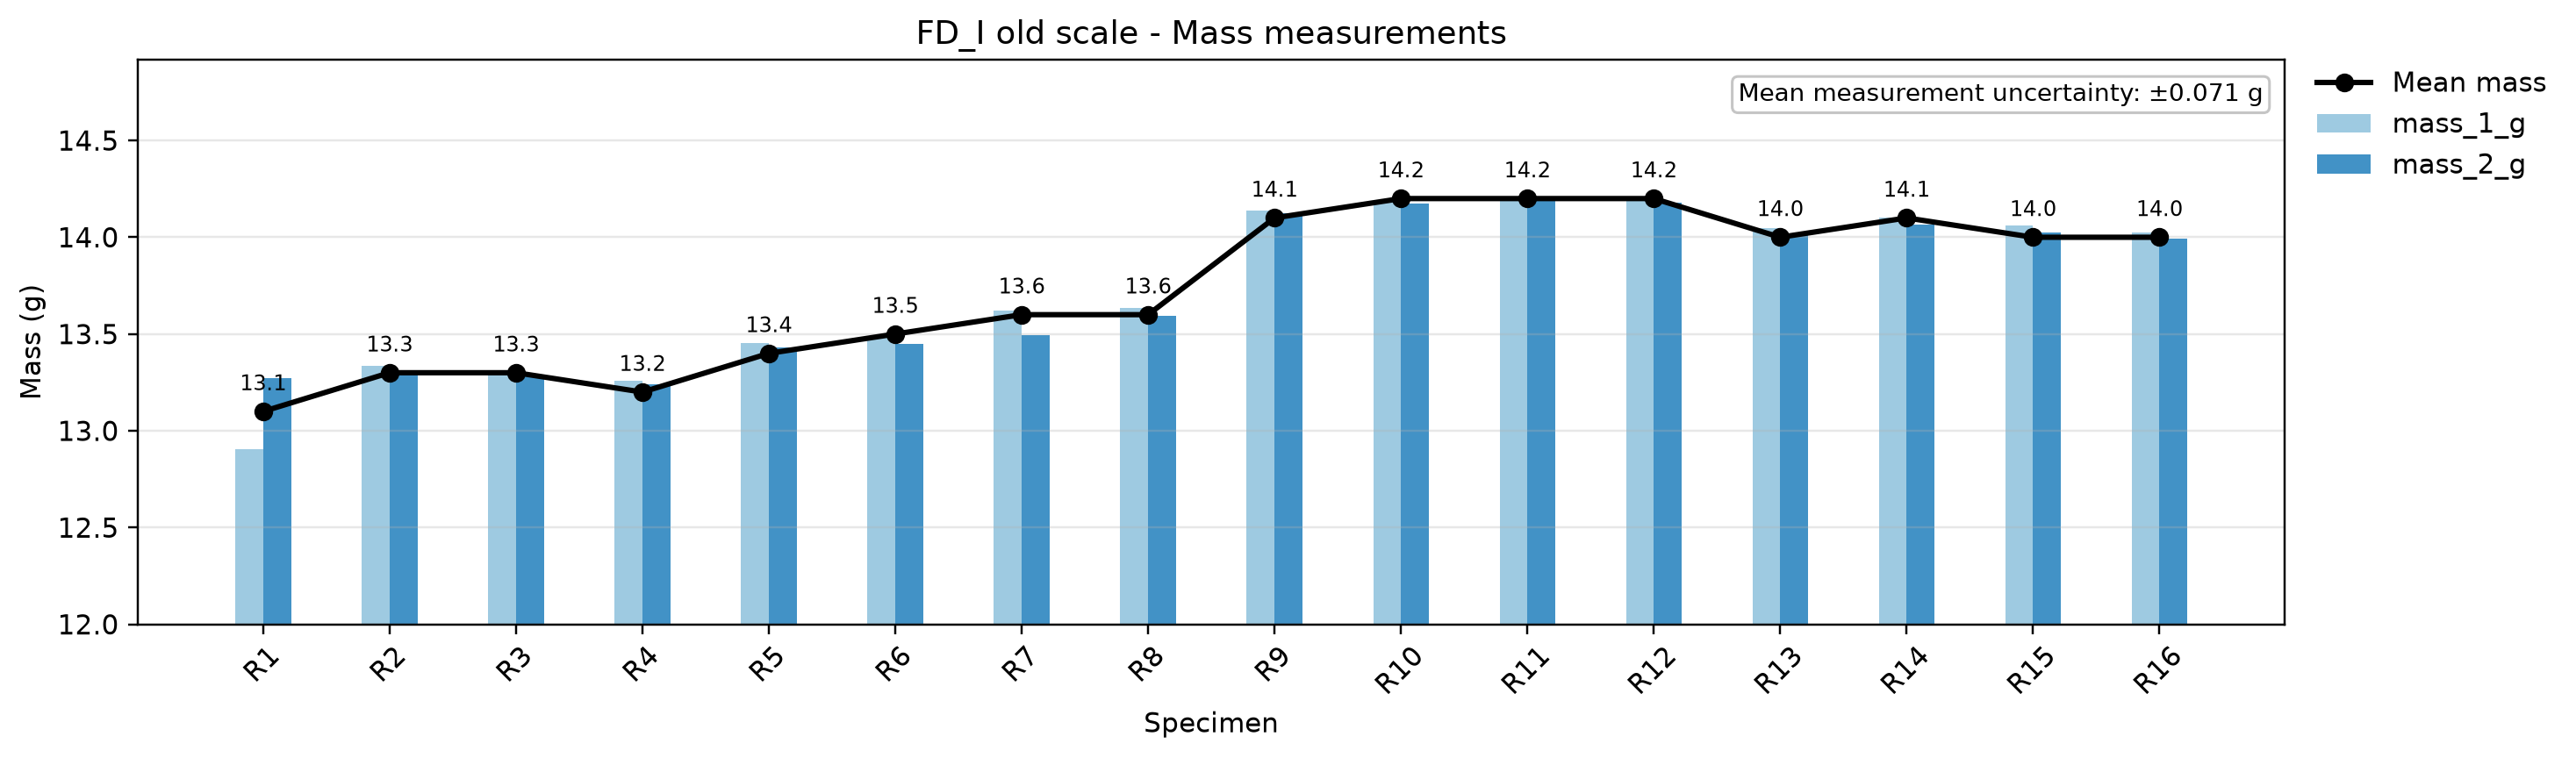 FD_I old scale - Mass measurements
Mean measurement uncertainty: ±0.071 g
Mean mass
mass_1_g
mass_2_g
Mass (g)
14.5
14.0
13.5
13.0
12.5
12.0
13.1
13.3
13.3
13.2
13.4
13.5
13.6
13.6
14.1
14.2
14.2
14.2
14.0
14.1
14.0
14.0
R1
R2
R3
R4
R5
R6
R7
R8
R9
R10
R11
R12
R13
R14
R15
R16
Specimen